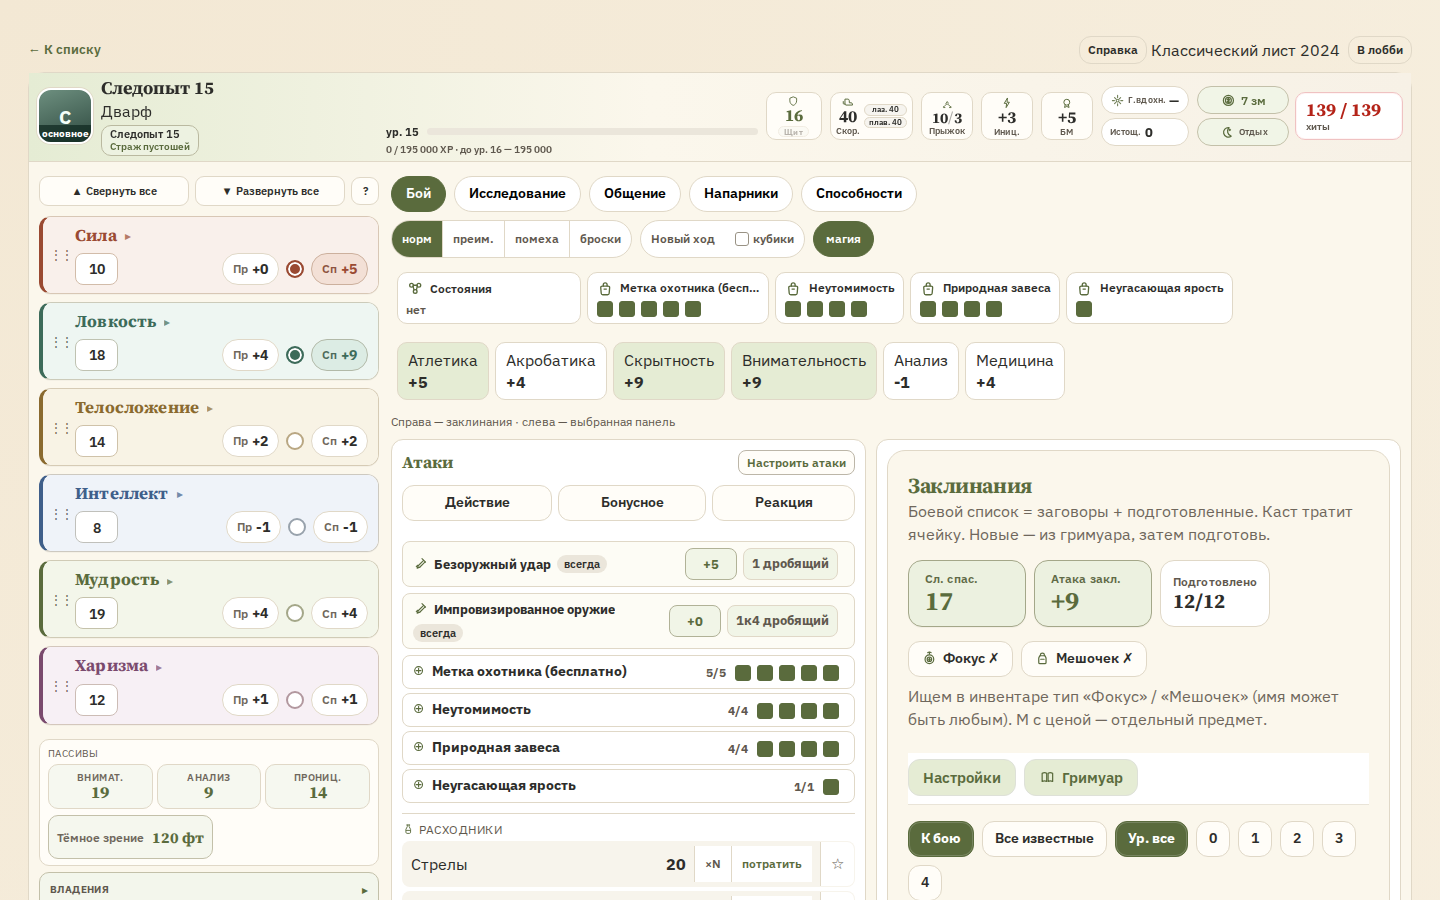 ← К списку
Справка Классический лист 2024 В лобби
С
основное
Следопыт 15
Дварф
Следопыт 15
Страж пустошей
ур. 15
0 / 195 000 XP · до ур. 16 — 195 000
16
Щит
40
Скор.
лаз. 40
плав. 40
10/3
Прыжок
+3
Иниц.
+5
БМ
Г.вдохн. —
Истощ. 0
7 зм
Отдых
139 / 139
хиты
▲ Свернуть все
▼ Развернуть все
?
Сила ▸
10
Пр +0
Сп +5
Ловкость ▸
18
Пр +4
Сп +9
Телосложение ▸
14
Пр +2
Сп +2
Интеллект ▸
8
Пр -1
Сп -1
Мудрость ▸
19
Пр +4
Сп +4
Харизма ▸
12
Пр +1
Сп +1
ПАССИВЫ
ВНИМАТ.
19
АНАЛИЗ
9
ПРОНИЦ.
14
Тёмное зрение 120 фт
ВЛАДЕНИЯ ▸
Бой
Исследование
Общение
Напарники
Способности
норм
преим.
помеха
броски
Новый ход
кубики
магия
Состояния
нет
Метка охотника (бесп...
Неутомимость
Природная завеса
Неугасающая ярость
Атлетика
+5
Акробатика
+4
Скрытность
+9
Внимательность
+9
Анализ
-1
Медицина
+4
Справа — заклинания · слева — выбранная панель
Атаки
Настроить атаки
Действие
Бонусное
Реакция
Безоружный удар всегда
+5
1 дробящий
Импровизированное оружие
всегда
+0
1к4 дробящий
Метка охотника (бесплатно) 5/5
Неутомимость 4/4
Природная завеса 4/4
Неугасающая ярость 1/1
РАСХОДНИКИ
Стрелы 20 ×N потратить ☆
Заклинания
Боевой список = заговоры + подготовленные. Каст тратит
ячейку. Новые — из гримуара, затем подготовь.
Сл. спас.
17
Атака закл.
+9
Подготовлено
12/12
Фокус ✗
Мешочек ✗
Ищем в инвентаре тип «Фокус» / «Мешочек» (имя может
быть любым). М с ценой — отдельный предмет.
Настройки
Гримуар
К бою
Все известные
Ур. все
0
1
2
3
4